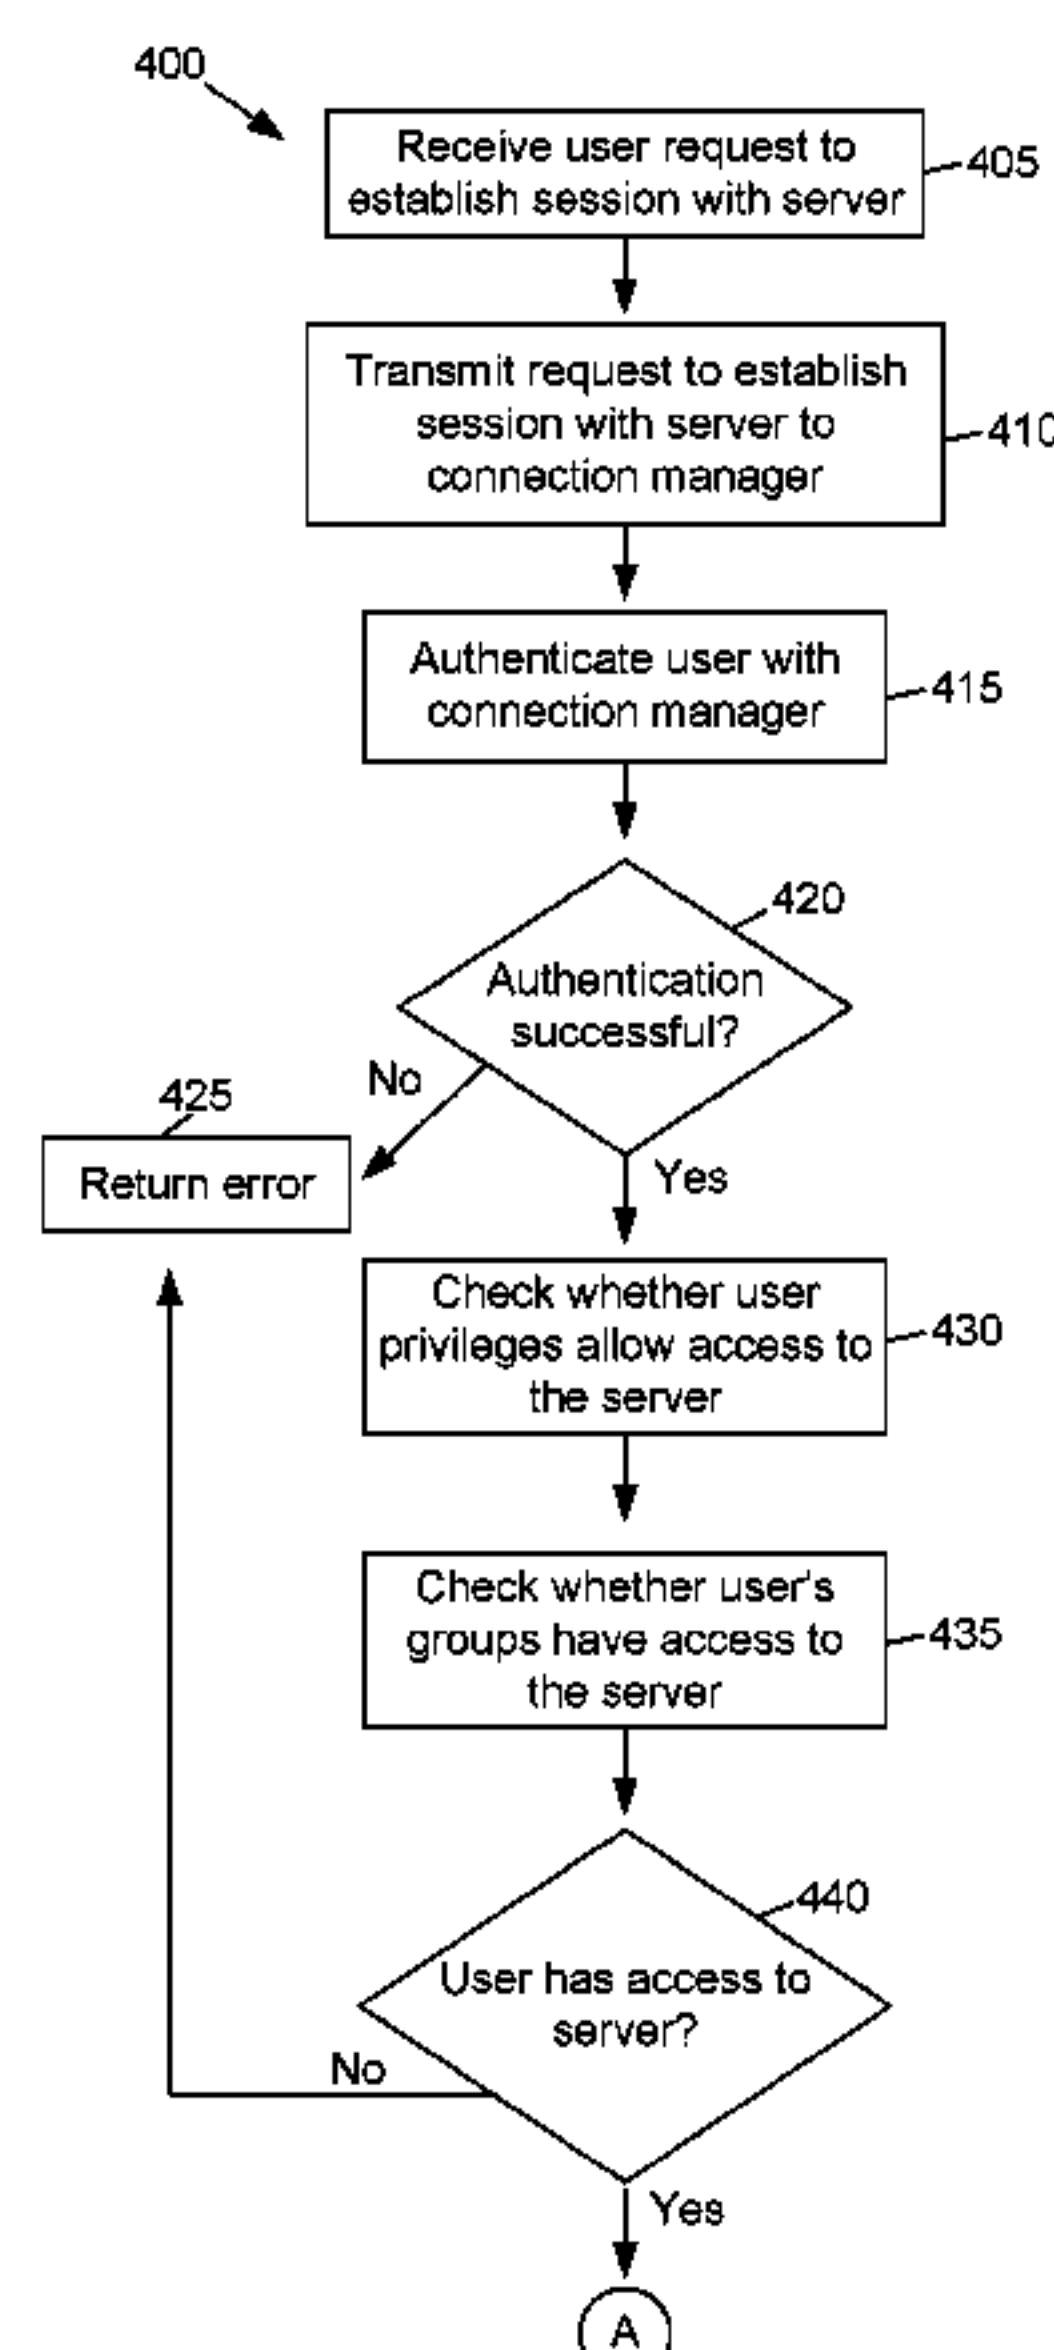 400
Receive user request to
establish session with server
405
Transmit request to establish
session with server to
connection manager
410
Authenticate user with
connection manager
415
420
Authentication
successful?
No
425
Return error
Yes
Check whether user
privileges allow access to
the server
430
Check whether user's
groups have access to
the server
435
440
User has access to
server?
No
Yes
A